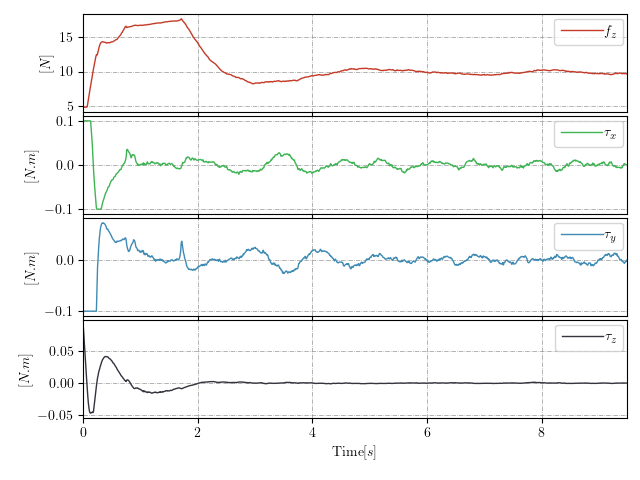 15
10
5
[N]
f_z
0.1
0.0
−0.1
[N.m]
τ_x
0.0
−0.1
[N.m]
τ_y
0.05
0.00
−0.05
[N.m]
τ_z
0 2 4 6 8
Time[s]